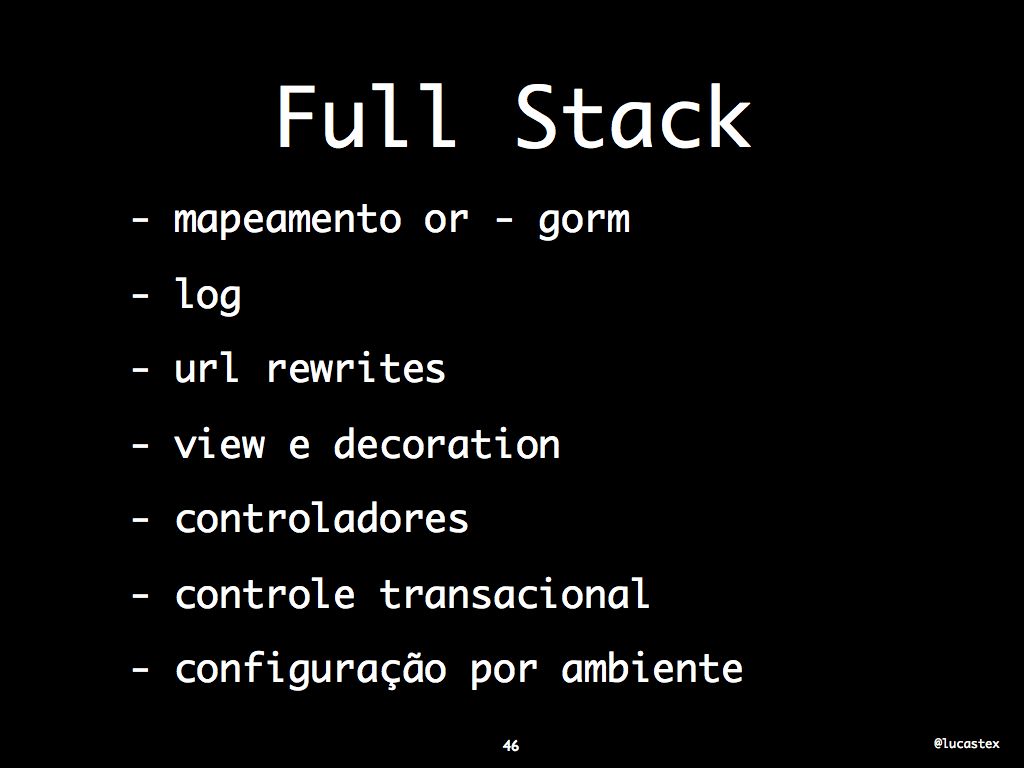 Full Stack
- mapeamento or - gorm
- log
- url rewrites
- view e decoration
- controladores
- controle transacional
- configuração por ambiente
46
@lucastex